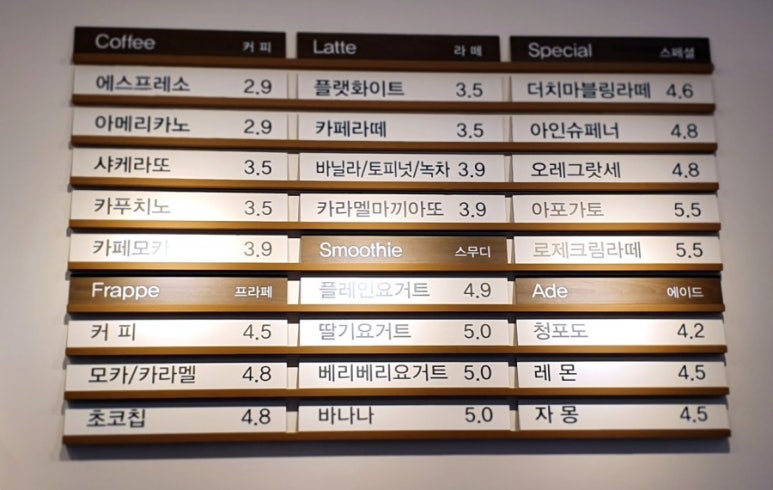 Coffee 커피
에스프레소 2.9
아메리카노 2.9
샤케라또 3.5
카푸치노 3.5
카페모카 3.9
Frappe 프라페
커 피 4.5
모카/카라멜 4.8
초코칩 4.8
Latte 라떼
플랫화이트 3.5
카페라떼 3.5
바닐라/토피넛/녹차 3.9
카라멜마끼아또 3.9
Smoothie 스무디
플레인요거트 4.9
딸기요거트 5.0
베리베리요거트 5.0
바나나 5.0
Special 스페셜
더치마블링라떼 4.6
아인슈페너 4.8
오레그랏세 4.8
아포가토 5.5
로제크림라떼 5.5
Ade 에이드
청포도 4.2
레 몬 4.5
자 몽 4.5